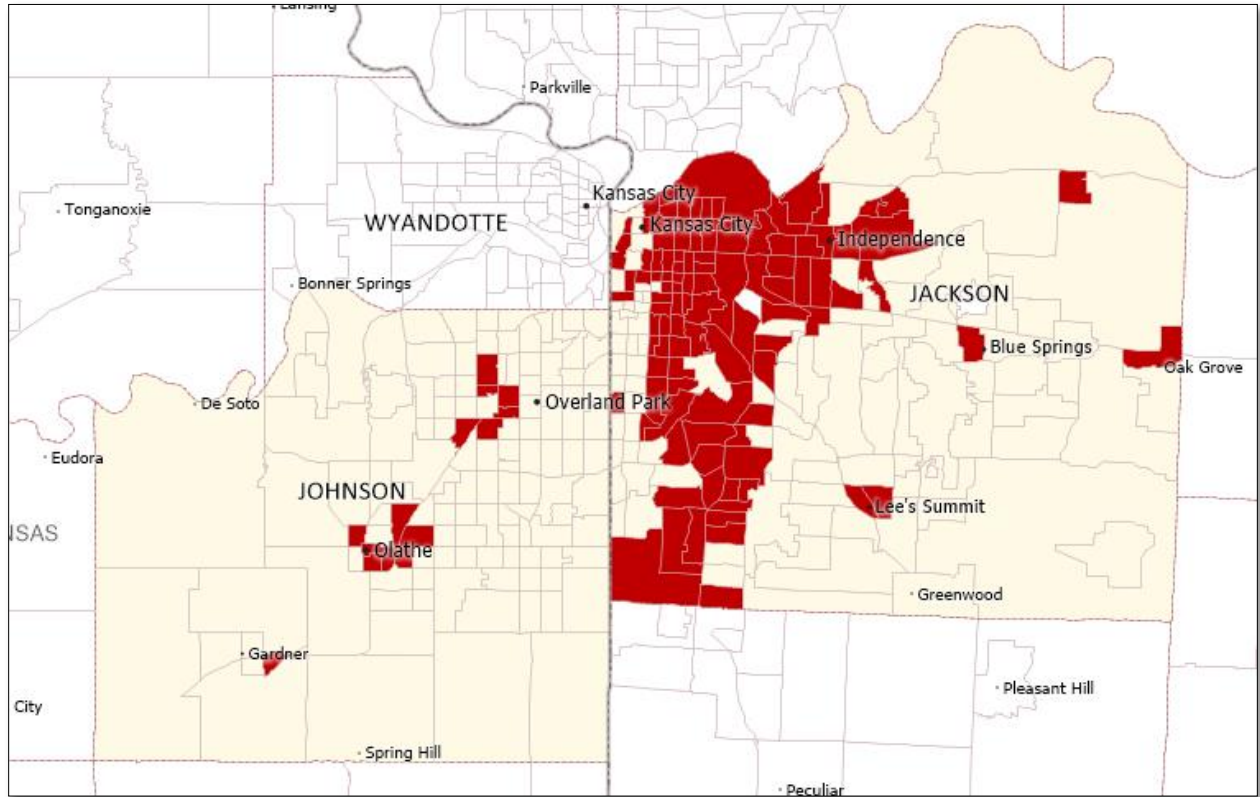 Lansing
Parkville
Kansas City
Tonganoxie
WYANDOTTE
Kansas City
Independence
Bonner Springs
JACKSON
Blue Springs
Oak Grove
De Soto
Overland Park
Eudora
JOHNSON
Lee's Summit
NSAS
Olathe
Greenwood
Gardner
Pleasant Hill
City
Spring Hill
Peculiar